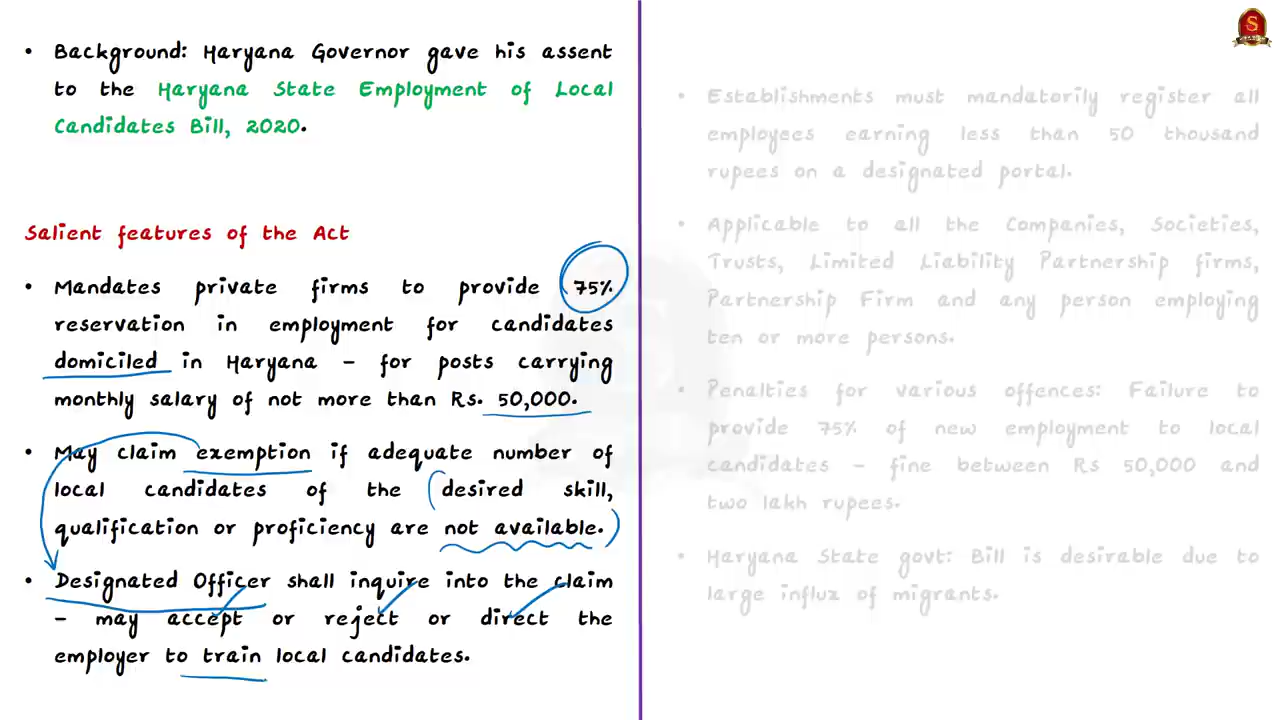 • Background: Haryana Governor gave his assent
to the Haryana State Employment of Local
Candidates Bill, 2020.
Salient features of the Act
• Mandates private firms to provide 75%
reservation in employment for candidates
domiciled in Haryana – for posts carrying
monthly salary of not more than Rs. 50,000.
• May claim exemption if adequate number of
local candidates of the desired skill,
qualification or proficiency are not available.
• Designated Officer shall inquire into the claim
– may accept or reject or direct the
employer to train local candidates.
• Establishments must mandatorily register all
employees earning less than 50 thousand
rupees on a designated portal.
• Applicable to all the Companies, Societies,
Trusts, Limited Liability Partnership firms,
Partnership Firm and any person employing
ten or more persons.
• Penalties for various offences: Failure to
provide 75% of new employment to local
candidates – fine between Rs 50,000 and
two lakh rupees.
• Haryana State govt: Bill is desirable due to
large influx of migrants.